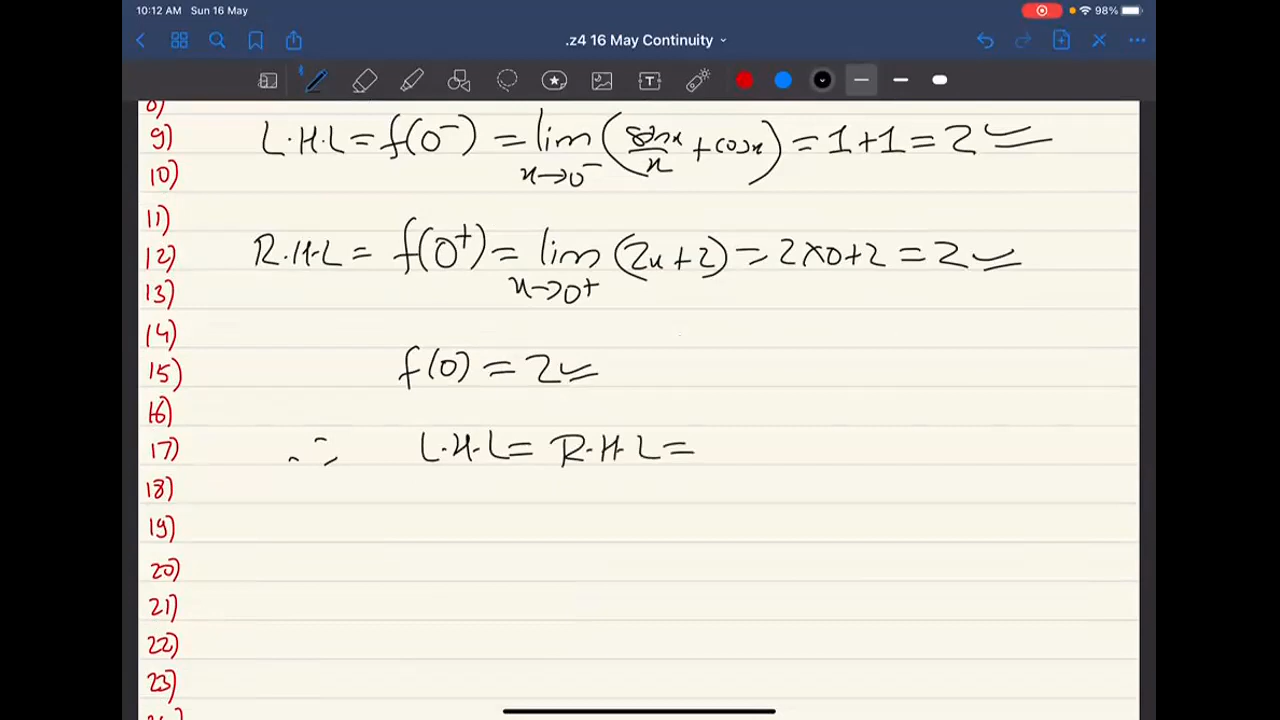 10:12 AM Sun 16 May 98%
.z4 16 May Continuity
8)
9) L.H.L = f(0⁻) = lim x→0⁻ (sinx/x + cosx) = 1+1 = 2
10)
11)
12) R.H.L = f(0⁺) = lim x→0⁺ (2x+2) = 2×0+2 = 2
13)
14)
15) f(0) = 2
16)
17) ∴ L.H.L = R.H.L =
18)
19)
20)
21)
22)
23)